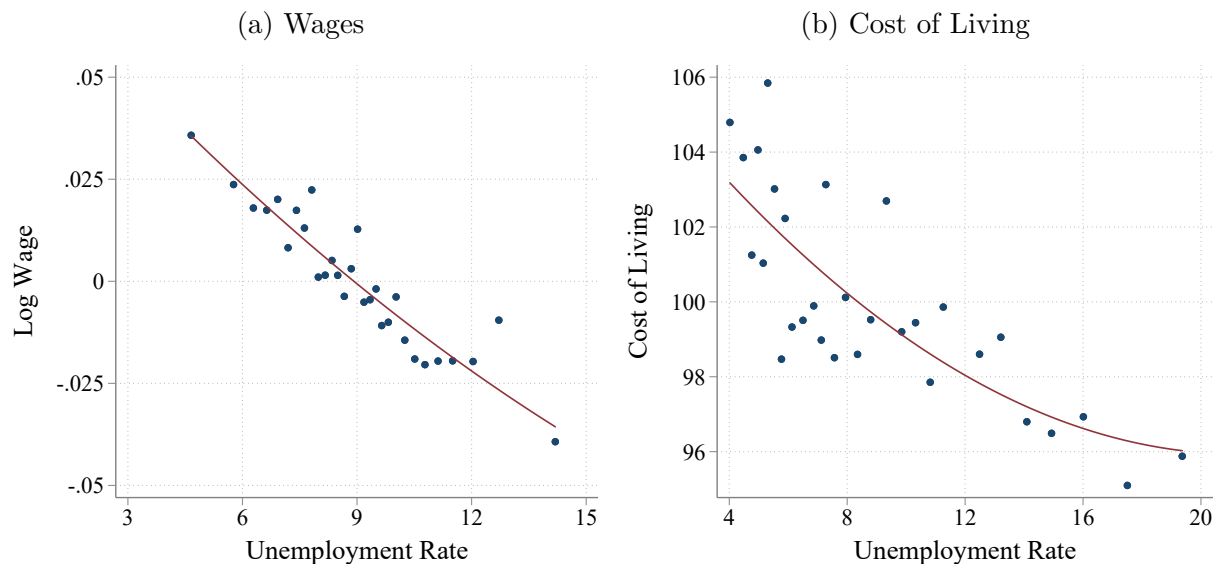 (a) Wages
.05
.025
0
-.025
-.05
Log Wage
3 6 9 12 15
Unemployment Rate
(b) Cost of Living
106
104
102
100
98
96
Cost of Living
4 8 12 16 20
Unemployment Rate